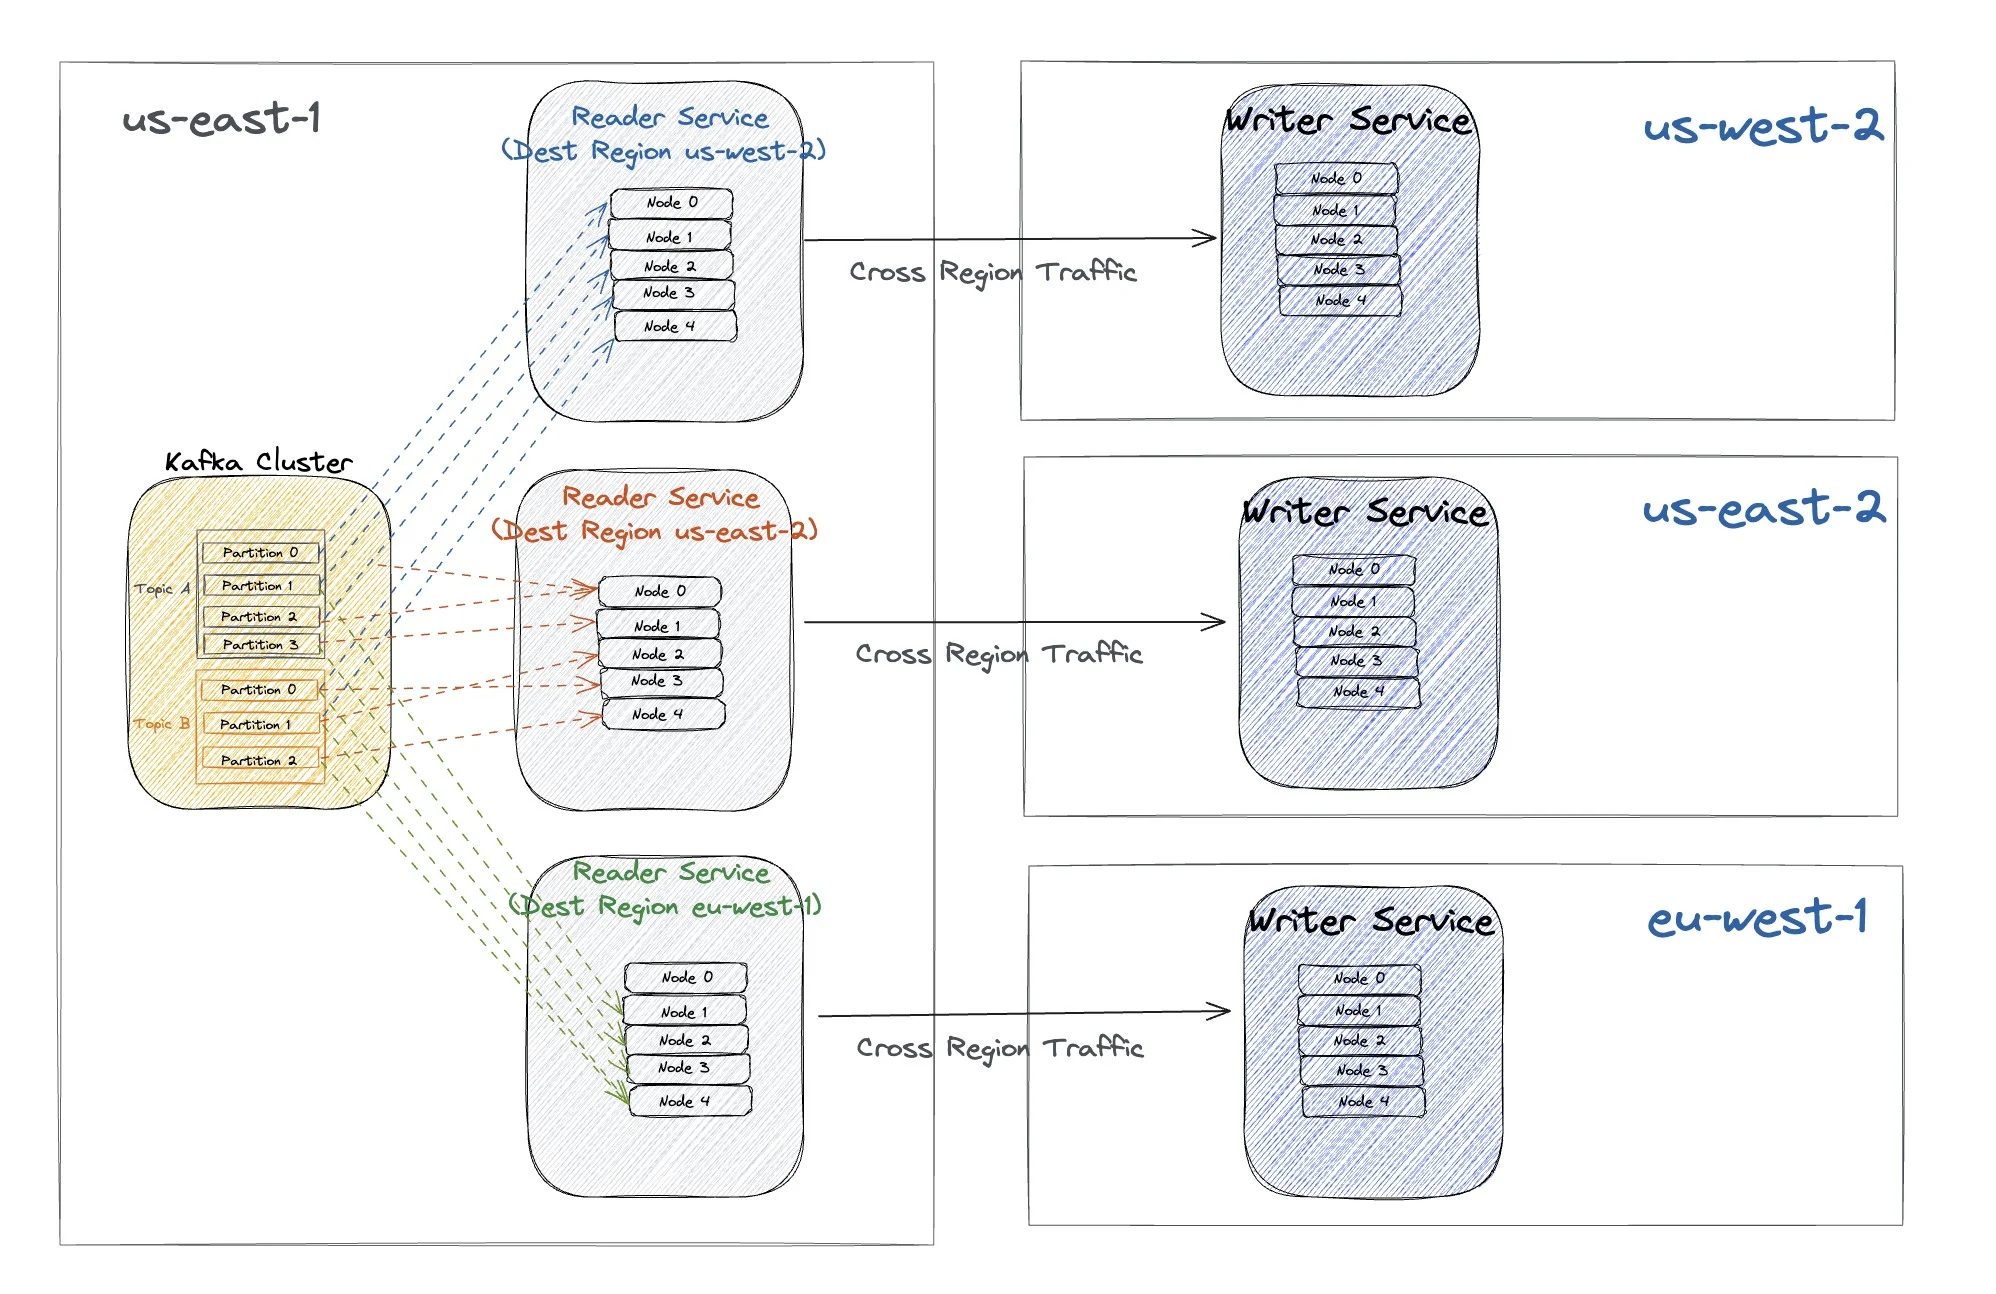 us-east-1
Kafka Cluster
Topic A
Partition 0
Partition 1
Partition 2
Partition 3
Topic B
Partition 0
Partition 1
Partition 2
Reader Service
(Dest Region us-west-2)
Node 0
Node 1
Node 2
Node 3
Node 4
Cross Region Traffic
Writer Service
Node 0
Node 1
Node 2
Node 3
Node 4
us-west-2
Reader Service
(Dest Region us-east-2)
Node 0
Node 1
Node 2
Node 3
Node 4
Cross Region Traffic
Writer Service
Node 0
Node 1
Node 2
Node 3
Node 4
us-east-2
Reader Service
(Dest Region eu-west-1)
Node 0
Node 1
Node 2
Node 3
Node 4
Cross Region Traffic
Writer Service
Node 0
Node 1
Node 2
Node 3
Node 4
eu-west-1